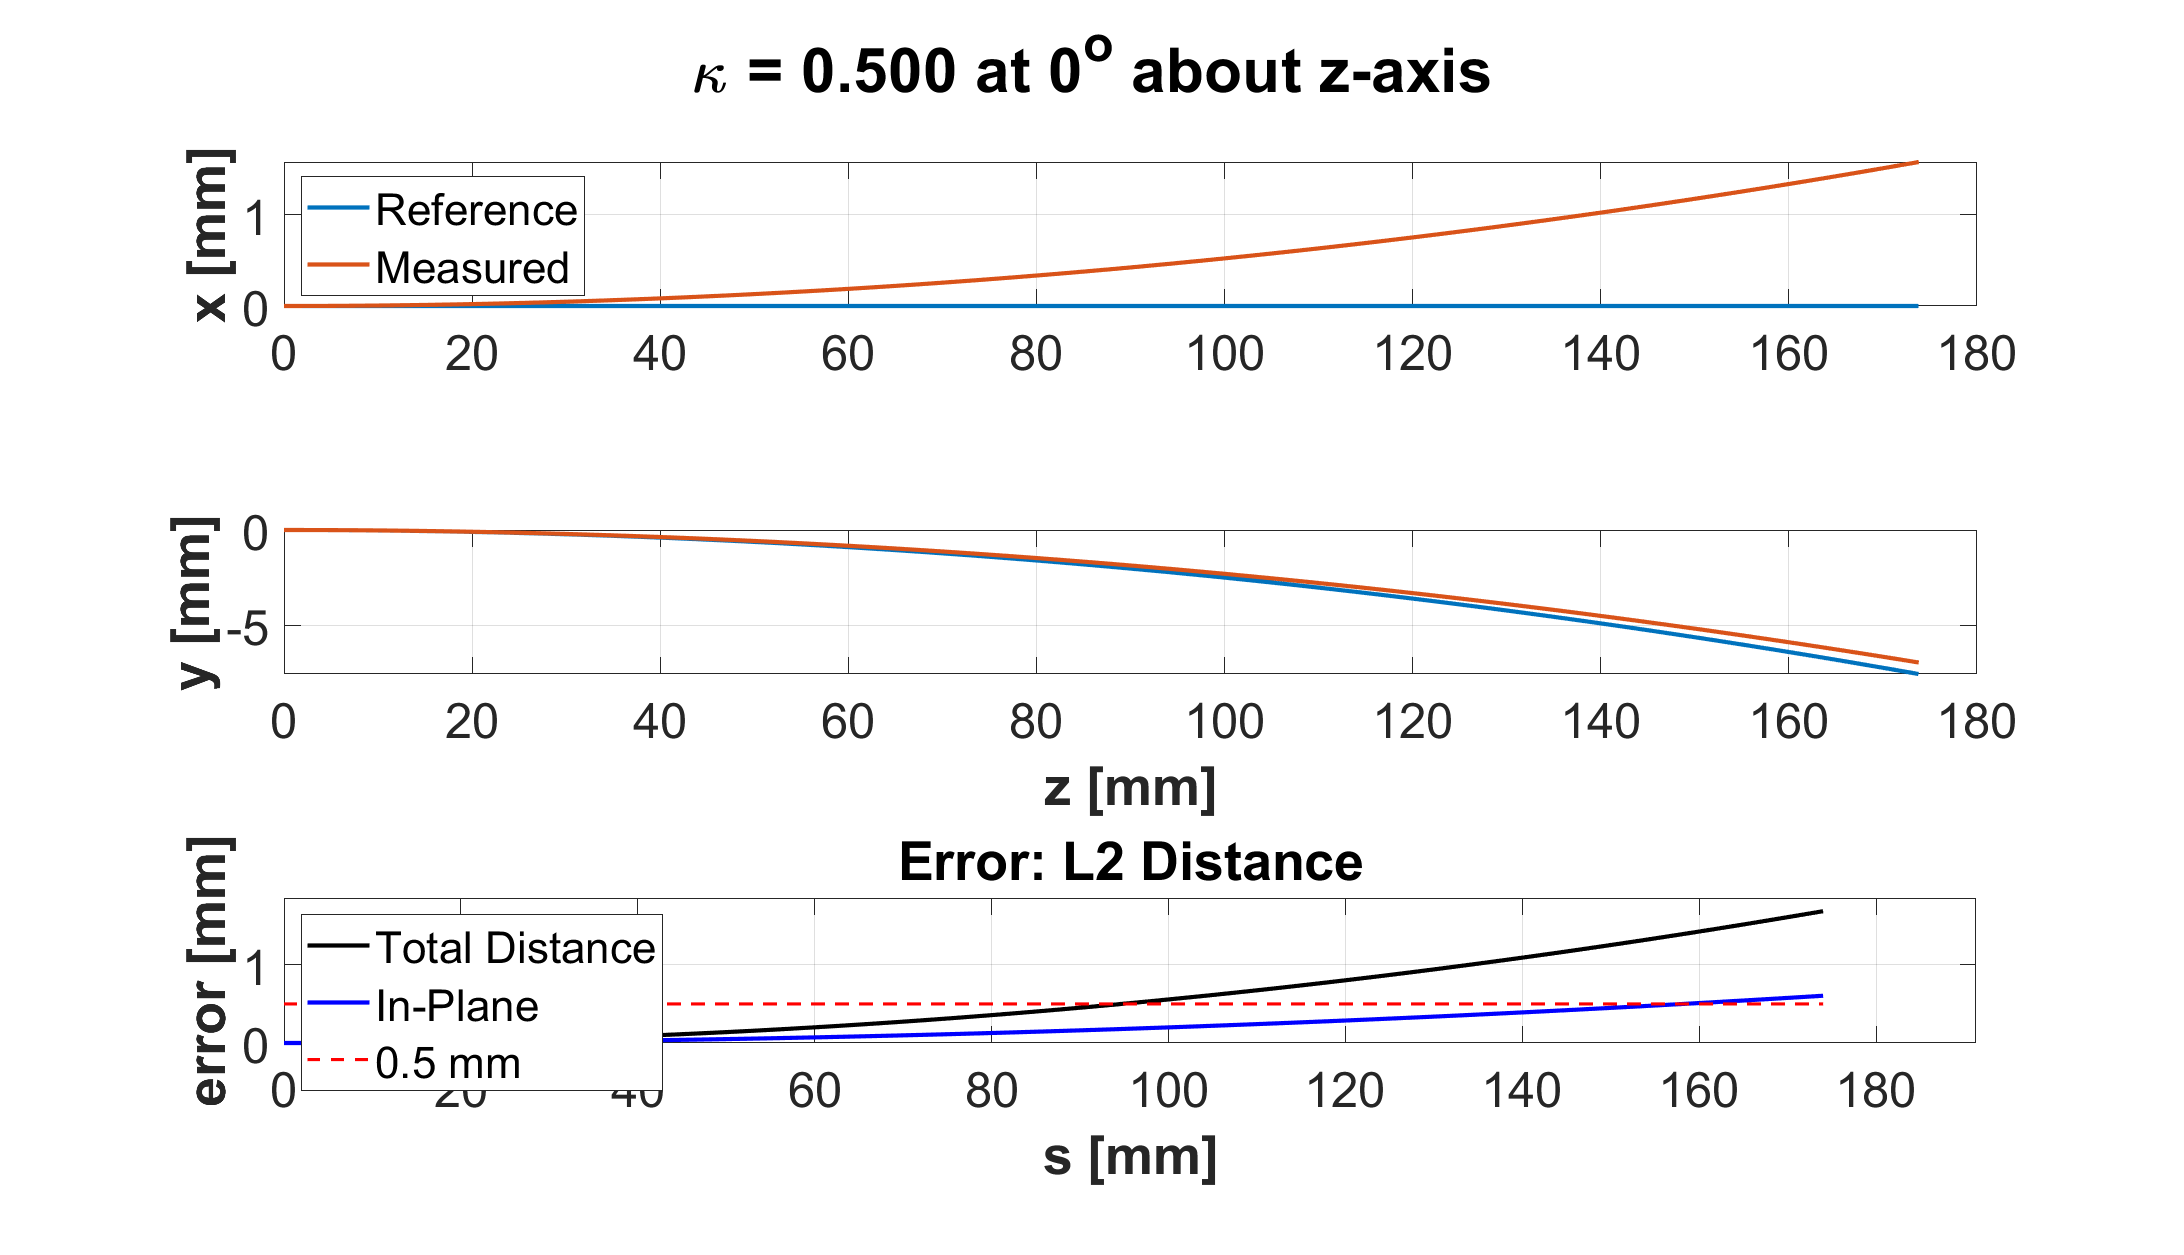 κ = 0.500 at 0° about z-axis
x [mm]
1
0
Reference
Measured
0 20 40 60 80 100 120 140 160 180
y [mm]
0
-5
0 20 40 60 80 100 120 140 160 180
z [mm]
Error: L2 Distance
error [mm]
1
0
Total Distance
In-Plane
0.5 mm
0 20 40 60 80 100 120 140 160 180
s [mm]